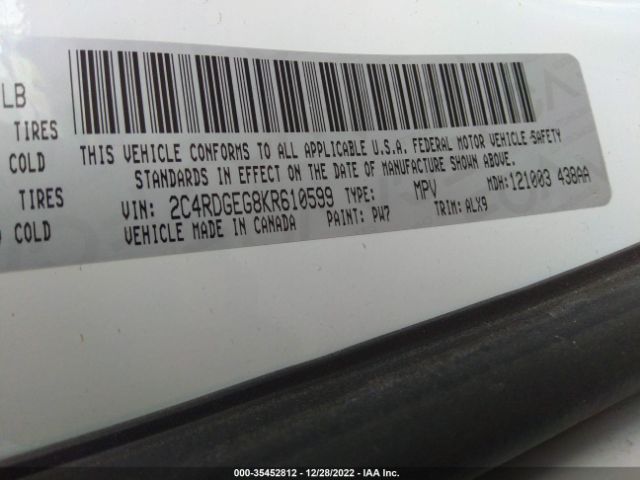 LB
TIRES
COLD
TIRES
COLD
THIS VEHICLE CONFORMS TO ALL APPLICABLE U.S.A. FEDERAL MOTOR VEHICLE SAFETY
STANDARDS IN EFFECT ON THE DATE OF MANUFACTURE SHOWN ABOVE.
VIN: 2C4RDGEG8KR610599 TYPE: MPV MDH: 121003 438AA
VEHICLE MADE IN CANADA PAINT: PW7 TRIM: ALX9
000-35452812 - 12/28/2022 - IAA Inc.